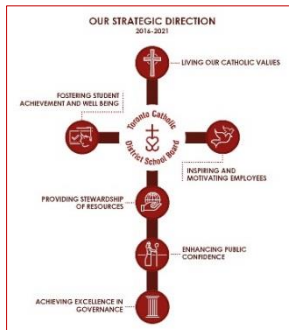 OUR STRATEGIC DIRECTION
2016-2021
LIVING OUR CATHOLIC VALUES
FOSTERING STUDENT
ACHIEVEMENT AND WELL BEING
Toronto Catholic
District School Board
INSPIRING AND
MOTIVATING EMPLOYEES
PROVIDING STEWARDSHIP
OF RESOURCES
ENHANCING PUBLIC
CONFIDENCE
ACHIEVING EXCELLENCE IN
GOVERNANCE